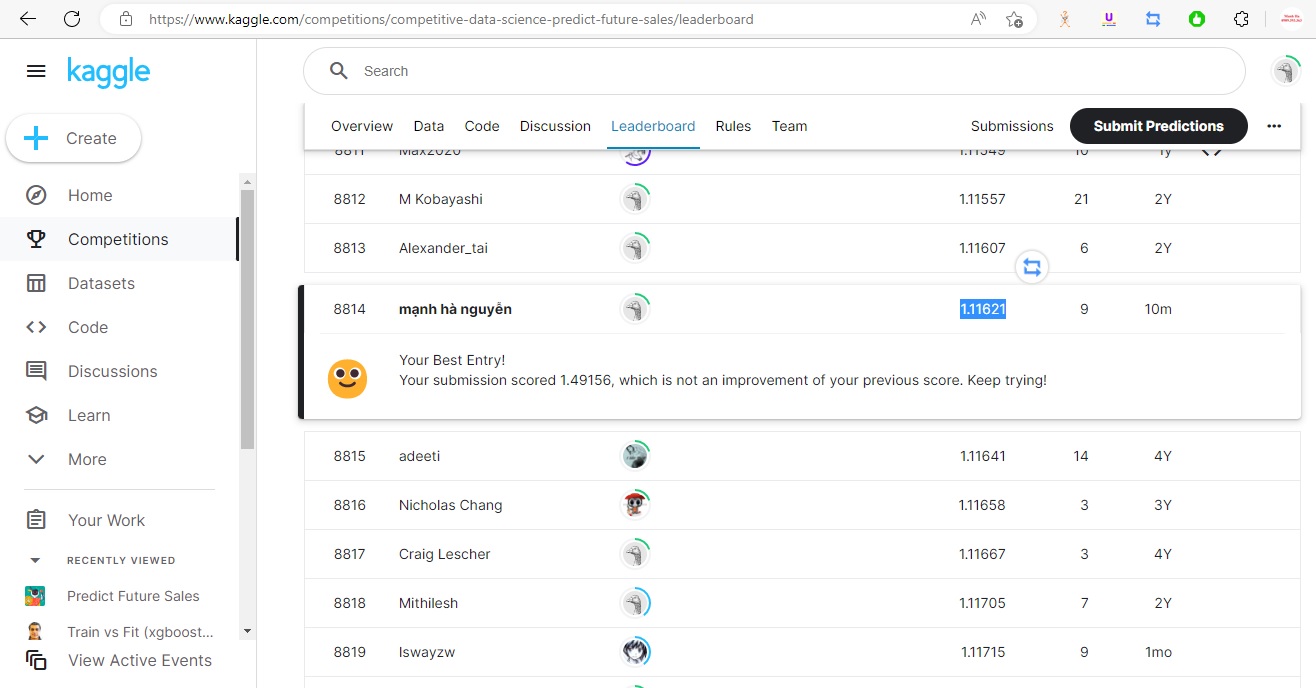 https://www.kaggle.com/competitions/competitive-data-science-predict-future-sales/leaderboard
kaggle
Search
Create
Overview Data Code Discussion Leaderboard Rules Team Submissions Submit Predictions
Home
Competitions
Datasets
Code
Discussions
Learn
More
Your Work
RECENTLY VIEWED
Predict Future Sales
Train vs Fit (xgboost...
View Active Events
8811 Max2020 1.11549 10 1y
8812 M Kobayashi 1.11557 21 2Y
8813 Alexander_tai 1.11607 6 2Y
8814 mạnh hà nguyễn 1.11621 9 10m
Your Best Entry!
Your submission scored 1.49156, which is not an improvement of your previous score. Keep trying!
8815 adeeti 1.11641 14 4Y
8816 Nicholas Chang 1.11658 3 3Y
8817 Craig Lescher 1.11667 3 4Y
8818 Mithilesh 1.11705 7 2Y
8819 Iswayzw 1.11715 9 1mo